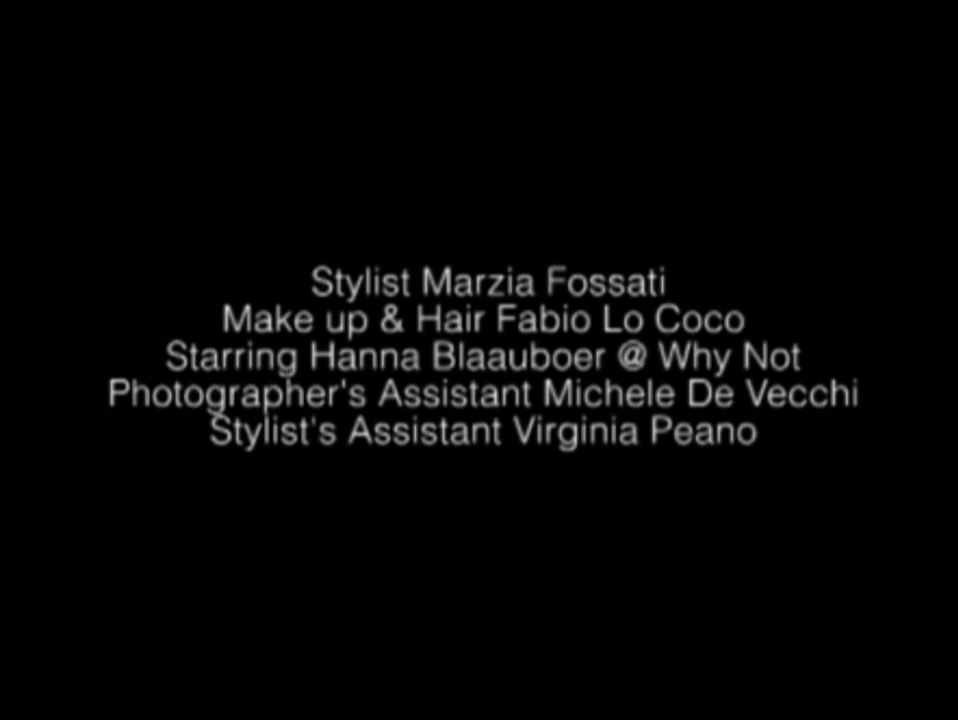 Stylist Marzia Fossati
Make up & Hair Fabio Lo Coco
Starring Hanna Blaauboer @ Why Not
Photographer's Assistant Michele De Vecchi
Stylist's Assistant Virginia Peano